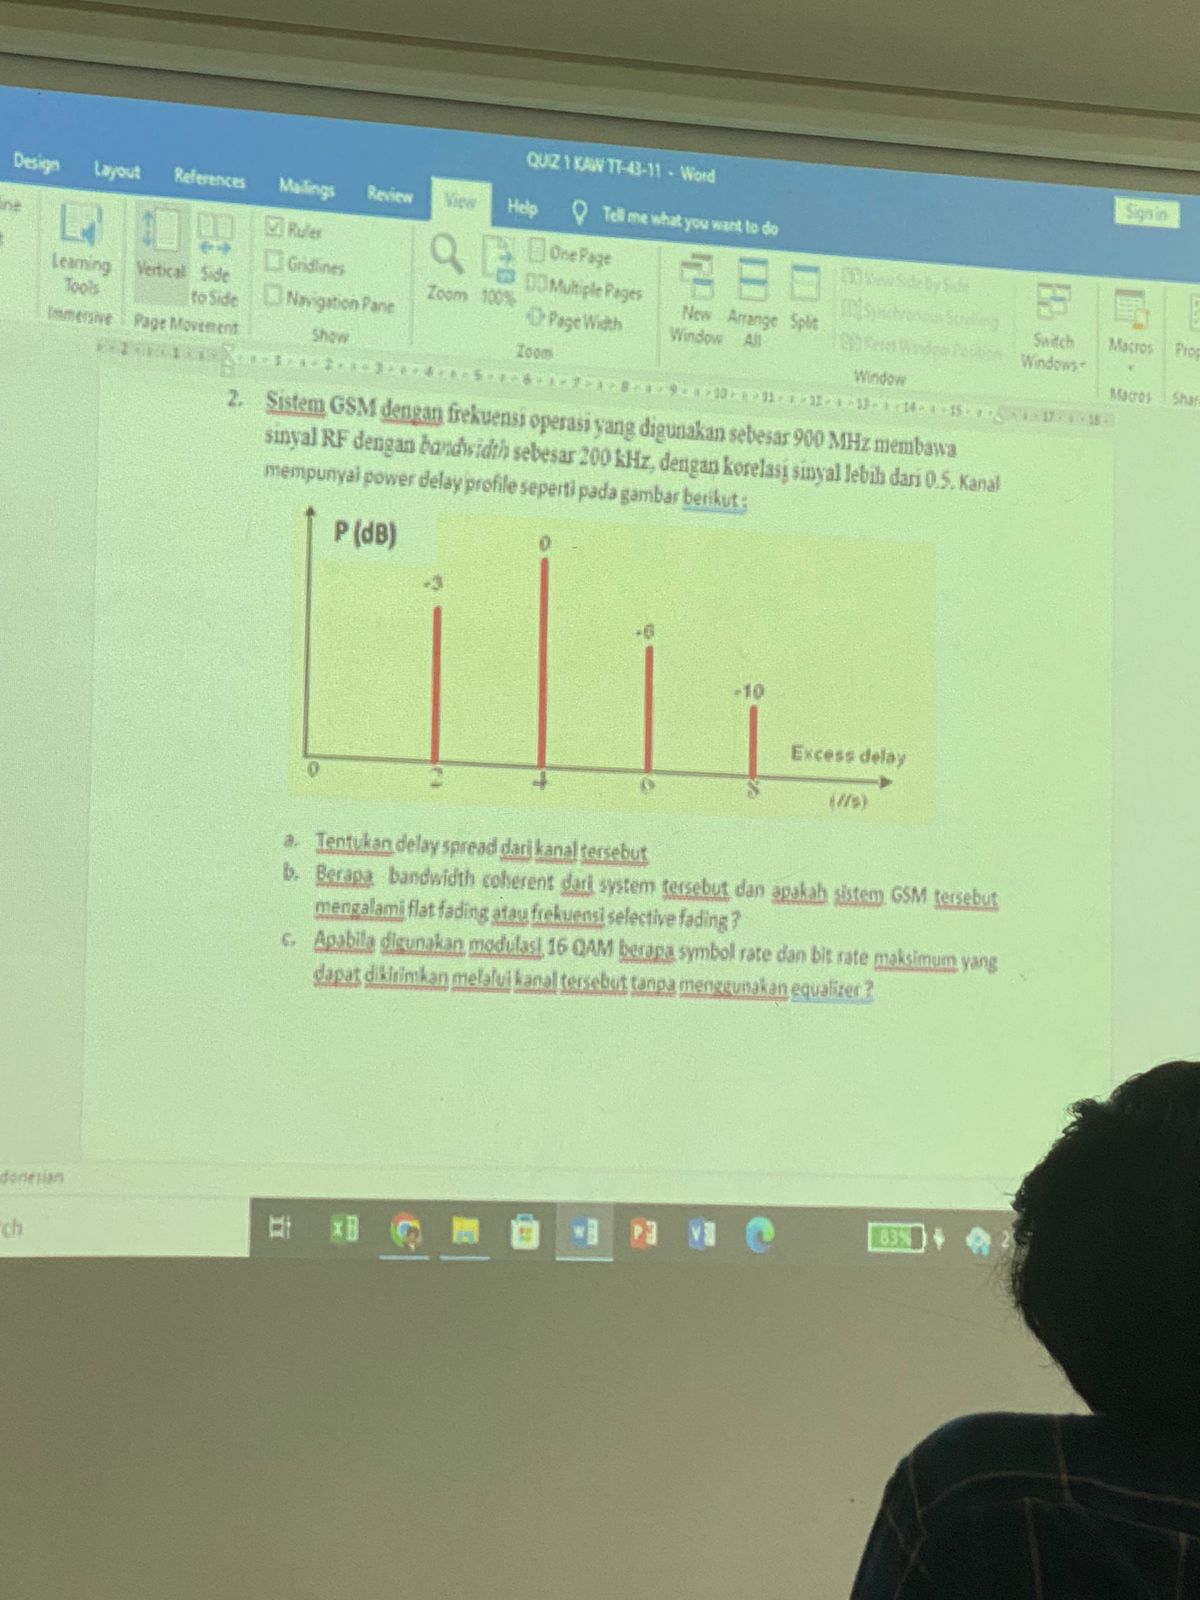 QUIZ 1 KAW TT-43-11 - Word
Sign in
Design Layout References Mailings Review View Help Tell me what you want to do
Learning Tools
Immersive
Vertical
Side to Side
Page Movement
Ruler
Gridlines
Navigation Pane
Show
Zoom
100%
One Page
Multiple Pages
Page Width
Zoom
New Window
Arrange All
Split
View Side by Side
Synchronous Scrolling
Reset Window Position
Window
Switch Windows
Macros
Macros
2. Sistem GSM dengan frekuensi operasi yang digunakan sebesar 900 MHz membawa
sinyal RF dengan bandwidth sebesar 200 kHz, dengan korelasi sinyal lebih dari 0.5. Kanal
mempunyai power delay profile seperti pada gambar berikut :
P (dB)
0
-3
-6
-10
Excess delay
0 2 4 6 8
a. Tentukan delay spread dari kanal tersebut
b. Berapa bandwidth coherent dari system tersebut dan apakah sistem GSM tersebut
mengalami flat fading atau frekuensi selective fading ?
c. Apabila digunakan modulasi 16 QAM berapa symbol rate dan bit rate maksimum yang
dapat dikirimkan melalui kanal tersebut tanpa menggunakan equalizer ?
83%